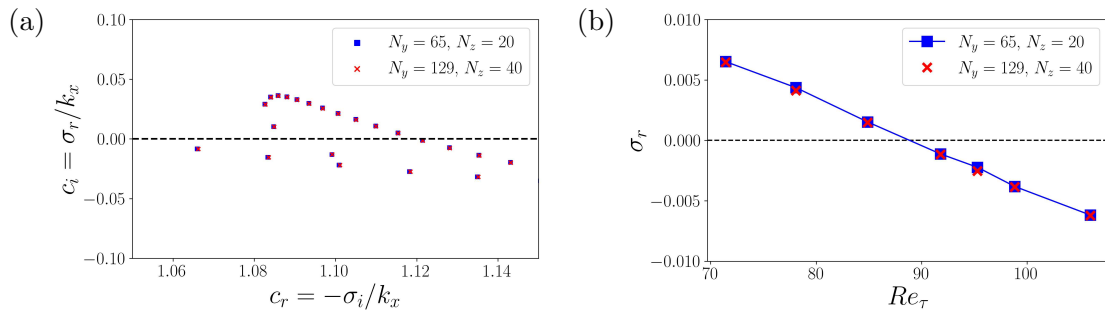 (a)
0.10
0.05
0.00
−0.05
−0.10
c_i = σ_r/k_x
N_y = 65, N_z = 20
N_y = 129, N_z = 40
1.06
1.08
1.10
1.12
1.14
c_r = −σ_i/k_x
(b)
0.010
0.005
0.000
−0.005
−0.010
σ_r
N_y = 65, N_z = 20
N_y = 129, N_z = 40
70
80
90
100
Re_τ